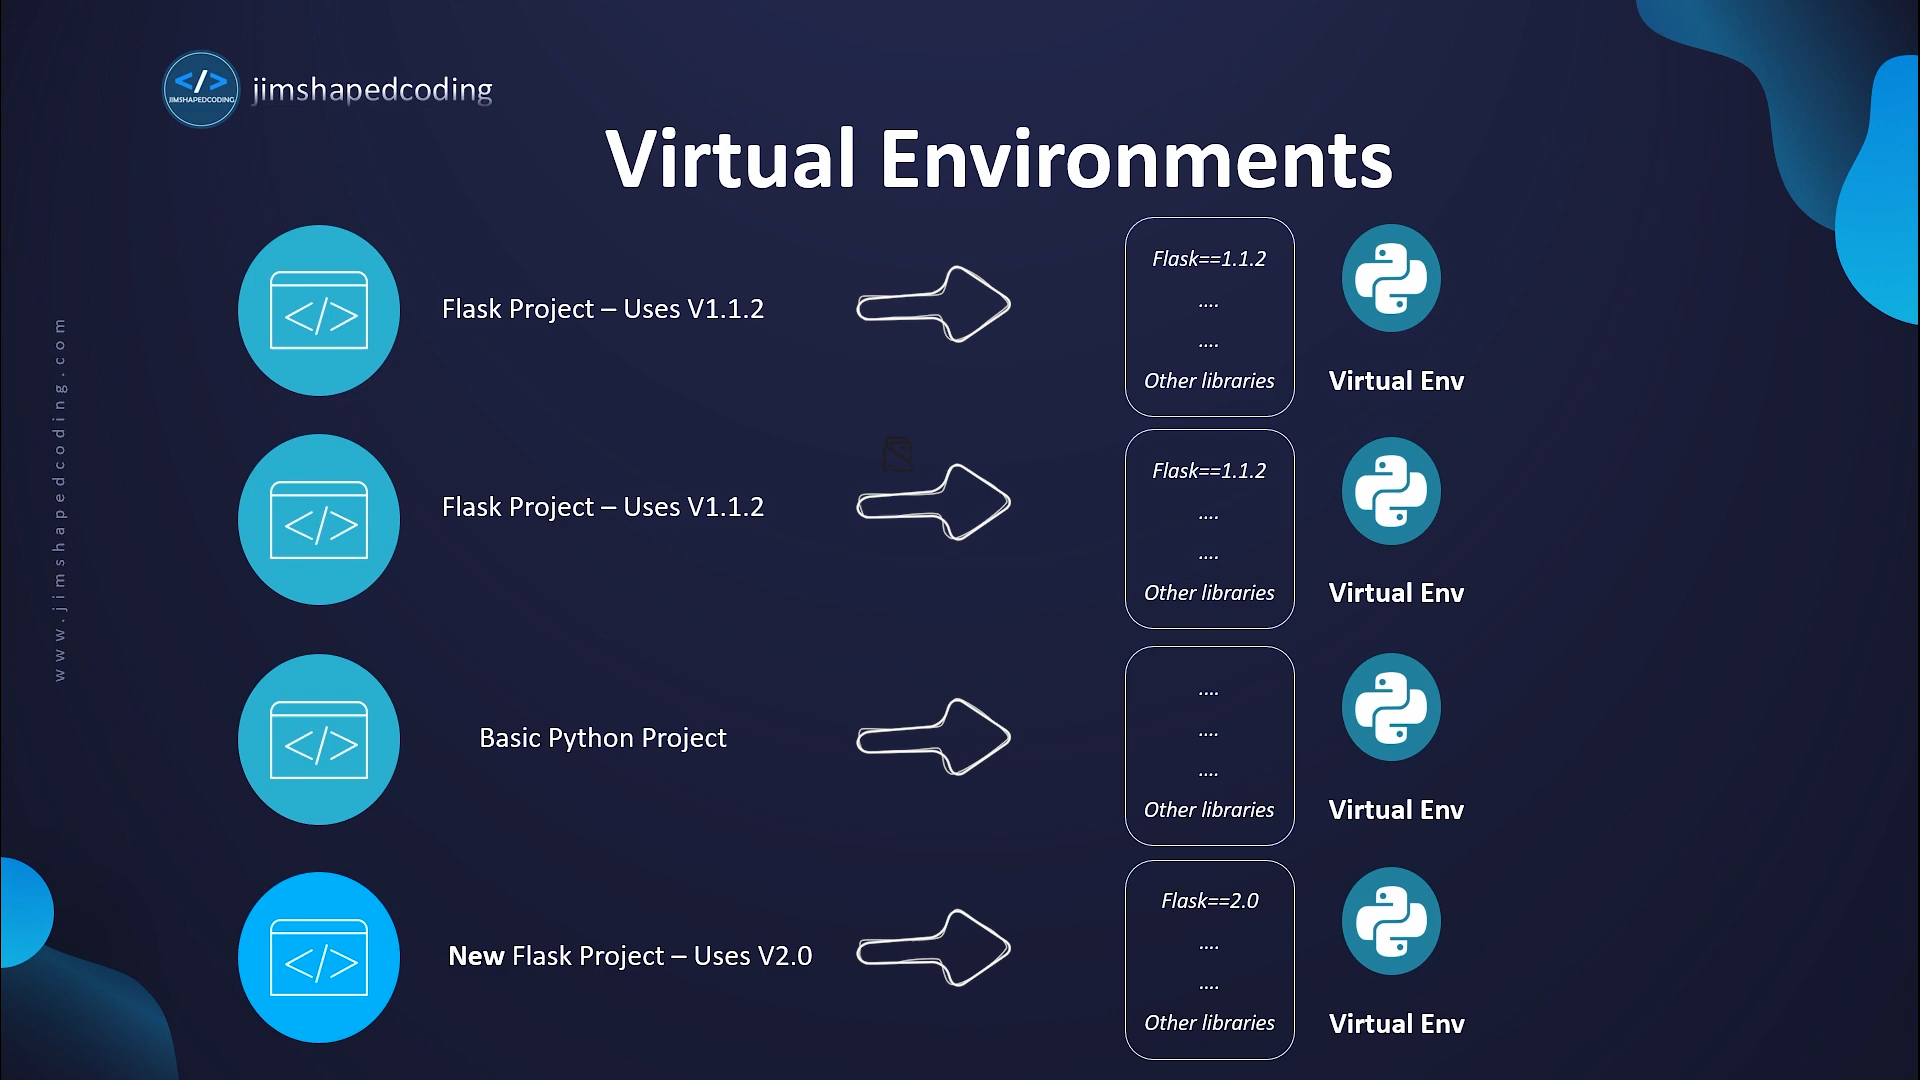 </>
JIMSHAPEDCODING
jimshapedcoding
Virtual Environments
www.jimshapedcoding.com
</>
Flask Project – Uses V1.1.2
Flask==1.1.2
....
....
Other libraries
Virtual Env
</>
Flask Project – Uses V1.1.2
Flask==1.1.2
....
....
Other libraries
Virtual Env
</>
Basic Python Project
....
....
....
Other libraries
Virtual Env
</>
New Flask Project – Uses V2.0
Flask==2.0
....
....
Other libraries
Virtual Env